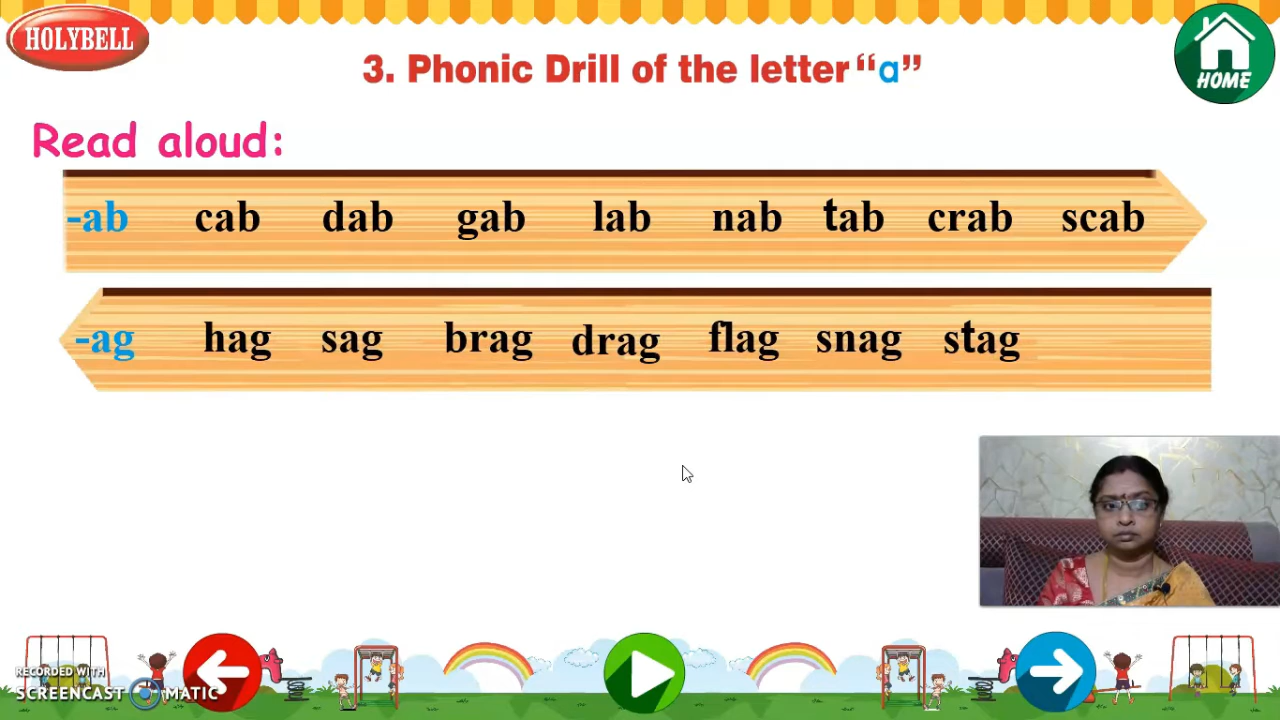 HOLYBELL
3. Phonic Drill of the letter “a”
HOME
Read aloud:
-ab cab dab gab lab nab tab crab scab
-ag hag sag brag drag flag snag stag
RECORDED WITH
SCREENCAST MATIC